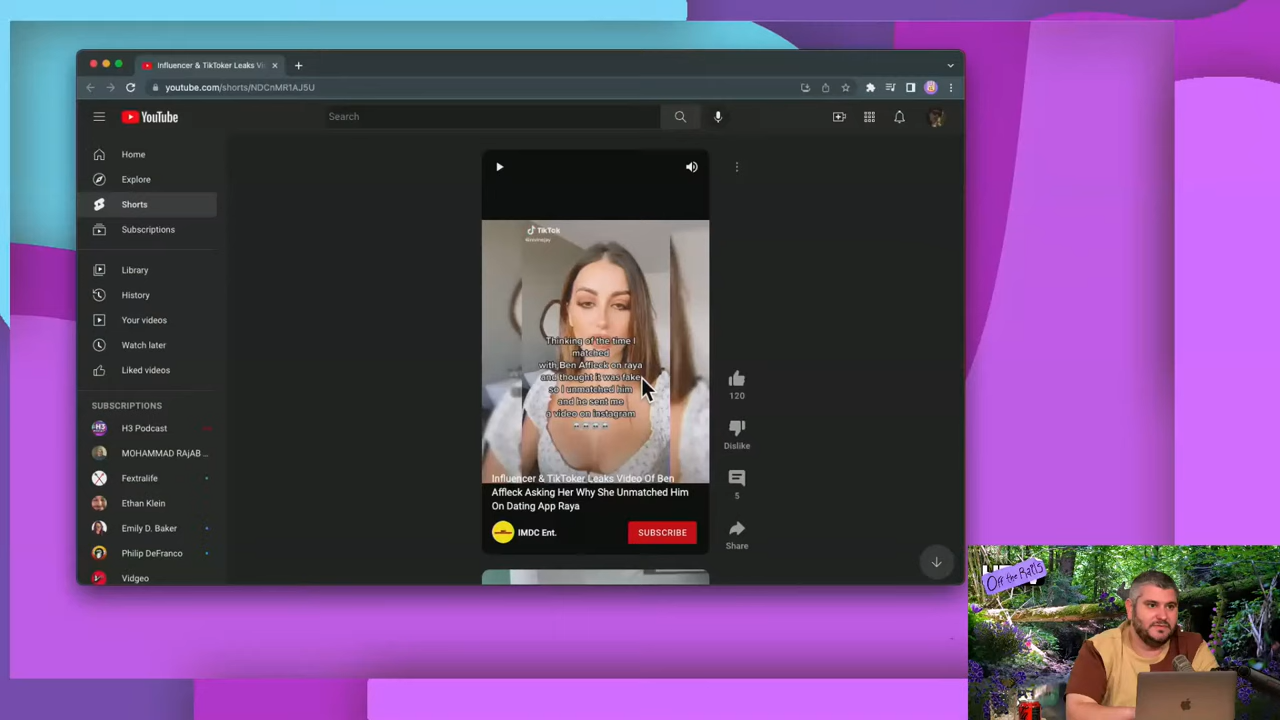 Influencer & TikToker Leaks Vi
youtube.com/shorts/NDCnMR1AJ5U
YouTube
Search
Home
Explore
Shorts
Subscriptions
Library
History
Your videos
Watch later
Liked videos
SUBSCRIPTIONS
H3 Podcast
MOHAMMAD RAjAB ...
Fextralife
Ethan Klein
Emily D. Baker
Philip DeFranco
Vidgeo
TikTok
Thinking of the time I
matched
with Ben Affleck on raya
and thought it was fake
so I unmatched him
and he sent me
a video on instagram
Influencer & TikToker Leaks Video Of Ben
Affleck Asking Her Why She Unmatched Him
On Dating App Raya
IMDC Ent.
SUBSCRIBE
120
Dislike
5
Share
Off the Rails